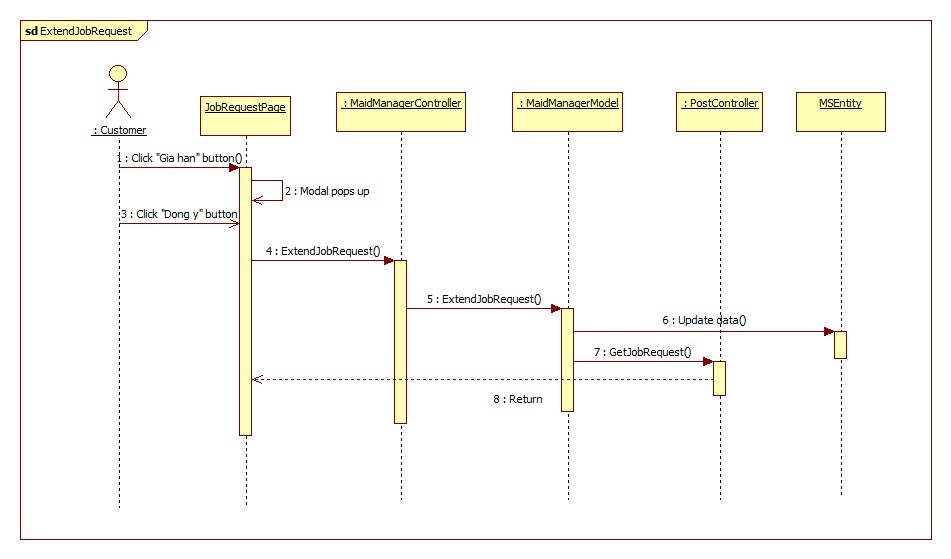 sd ExtendJobRequest
: Customer
JobRequestPage
: MaidManagerController
: MaidManagerModel
: PostController
MSEntity
1 : Click "Gia han" button()
2 : Modal pops up
3 : Click "Dong y" button
4 : ExtendJobRequest()
5 : ExtendJobRequest()
6 : Update data()
7 : GetJobRequest()
8 : Return